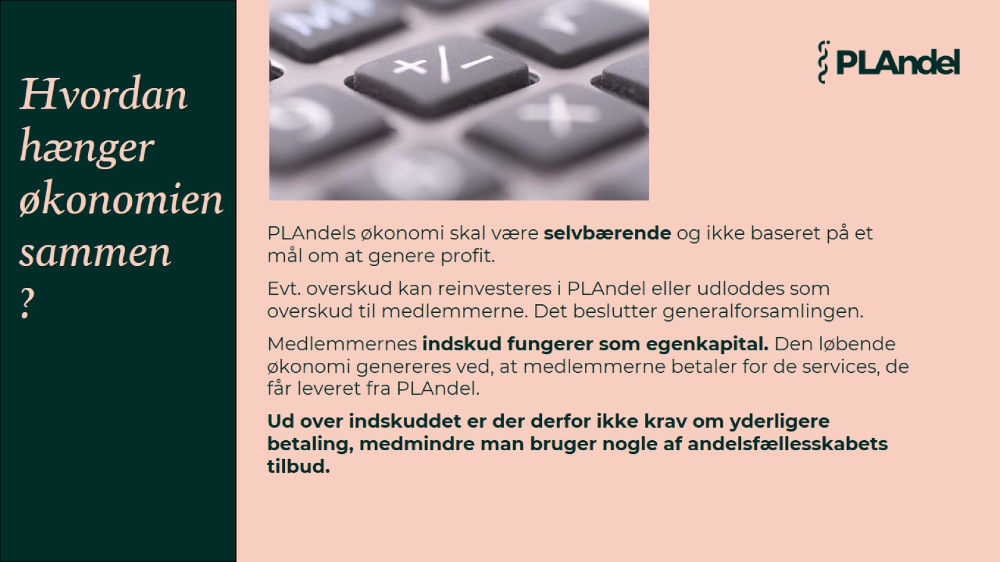 Hvordan
hænger
økonomien
sammen
?
+/−
PLAndel
PLAndels økonomi skal være selvbærende og ikke baseret på et
mål om at genere profit.
Evt. overskud kan reinvesteres i PLAndel eller udloddes som
overskud til medlemmerne. Det beslutter generalforsamlingen.
Medlemmernes indskud fungerer som egenkapital. Den løbende
økonomi genereres ved, at medlemmerne betaler for de services, de
får leveret fra PLAndel.
Ud over indskuddet er der derfor ikke krav om yderligere
betaling, medmindre man bruger nogle af andelsfællesskabets
tilbud.